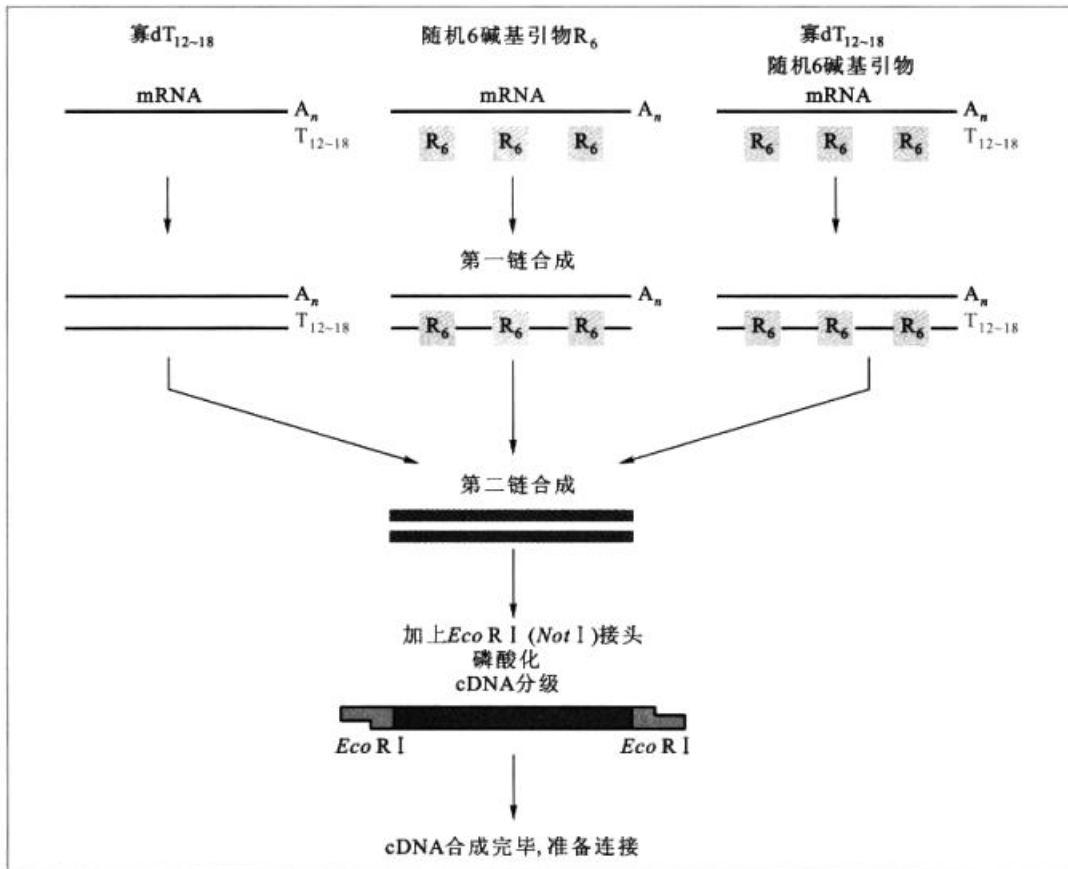 寡dT12~18
随机6碱基引物R6
寡dT12~18
随机6碱基引物
mRNA
mRNA
mRNA
An
An
An
T12~18
T12~18
R6
R6
R6
R6
R6
R6
第一链合成
An
An
An
T12~18
T12~18
R6
R6
R6
R6
R6
R6
第二链合成
加上EcoRⅠ(NotⅠ)接头
磷酸化
cDNA分级
EcoRⅠ
EcoRⅠ
cDNA合成完毕,准备连接